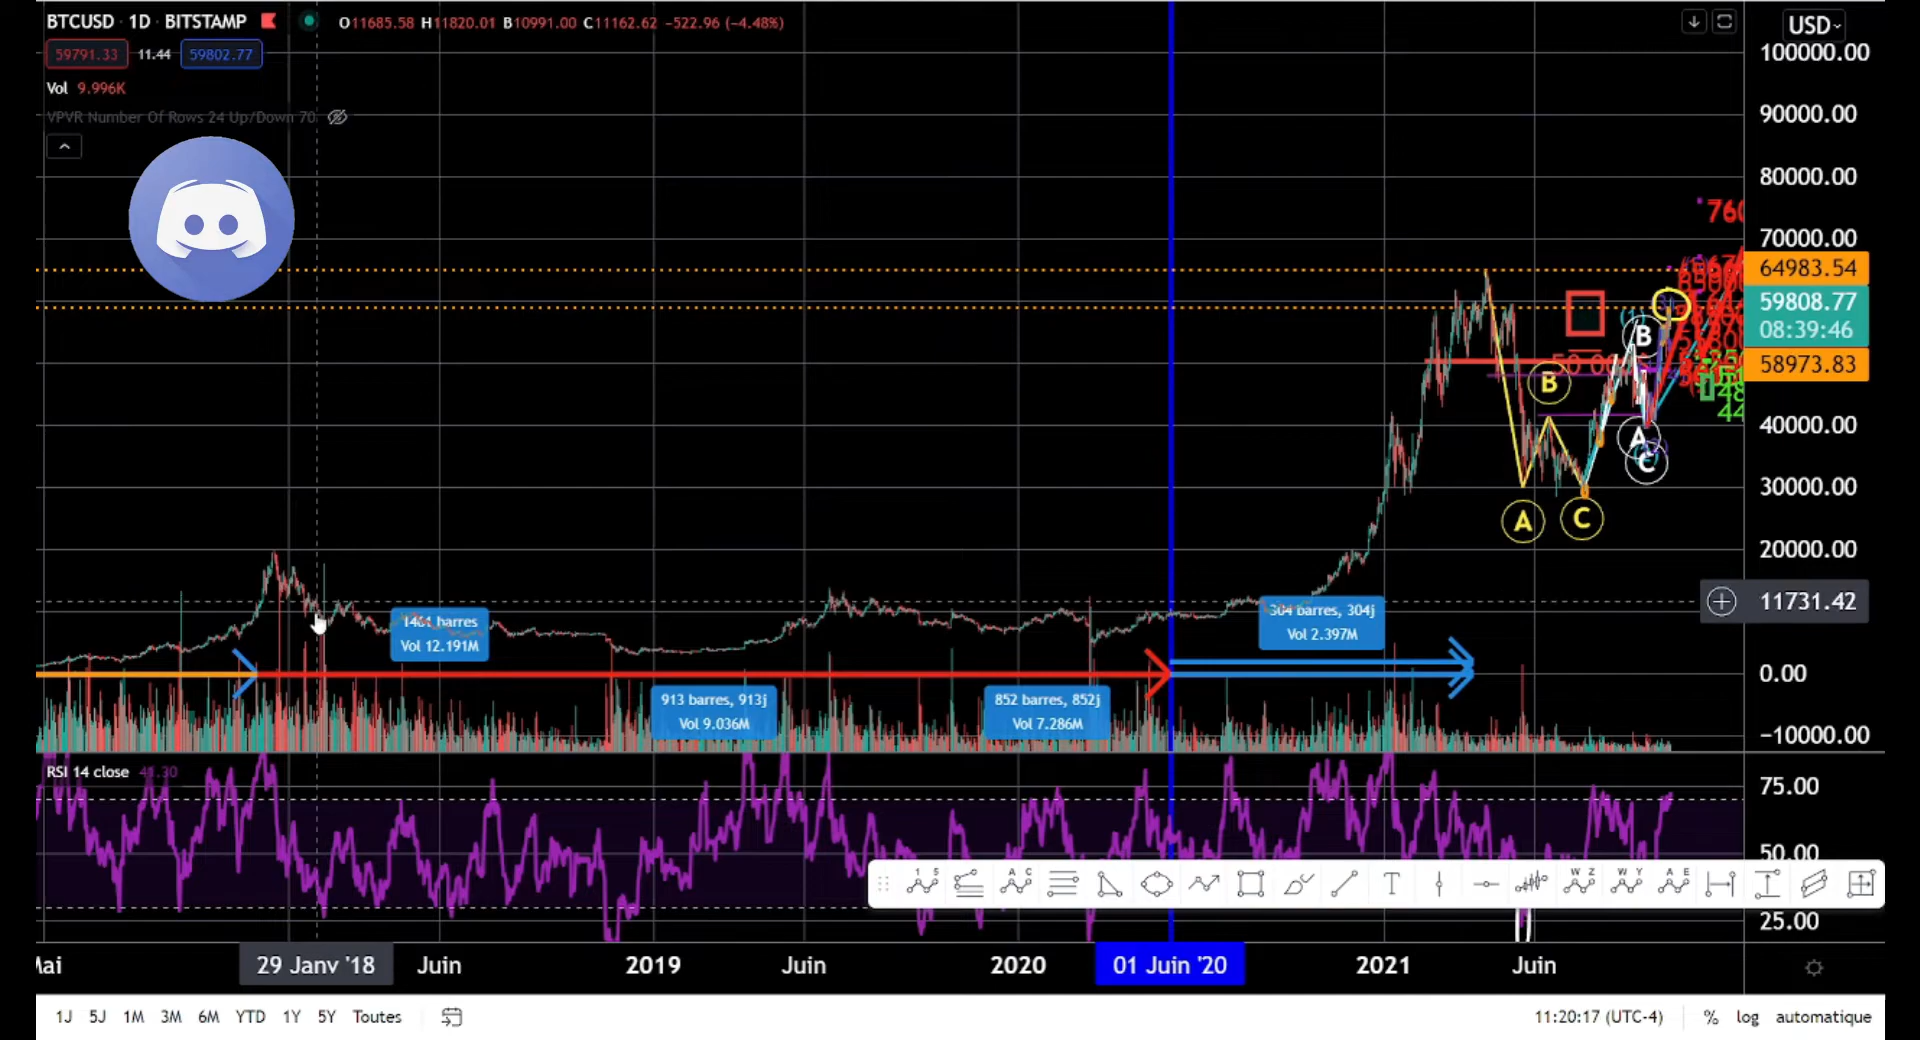 BTCUSD · 1D · BITSTAMP O11685.58 H11820.01 B10991.00 C11162.62 −522.96 (−4.48%)
59791.33 11.44 59802.77
Vol 9.996K
VPVR Number Of Rows 24 Up/Down 70
USD
100000.00
90000.00
80000.00
760
70000.00
64983.54
59808.77
08:39:46
58973.83
B
B
40000.00
A
C
30000.00
A C
20000.00
11731.42
barres
Vol 12.191M
304 barres, 304j
Vol 2.397M
0.00
913 barres, 913j
Vol 9.036M
852 barres, 852j
Vol 7.286M
−10000.00
RSI 14 close 41.30
75.00
50.00
25.00
Mai 29 Janv '18 Juin 2019 Juin 2020 01 Juin '20 2021 Juin
1J 5J 1M 3M 6M YTD 1Y 5Y Toutes 11:20:17 (UTC-4) % log automatique